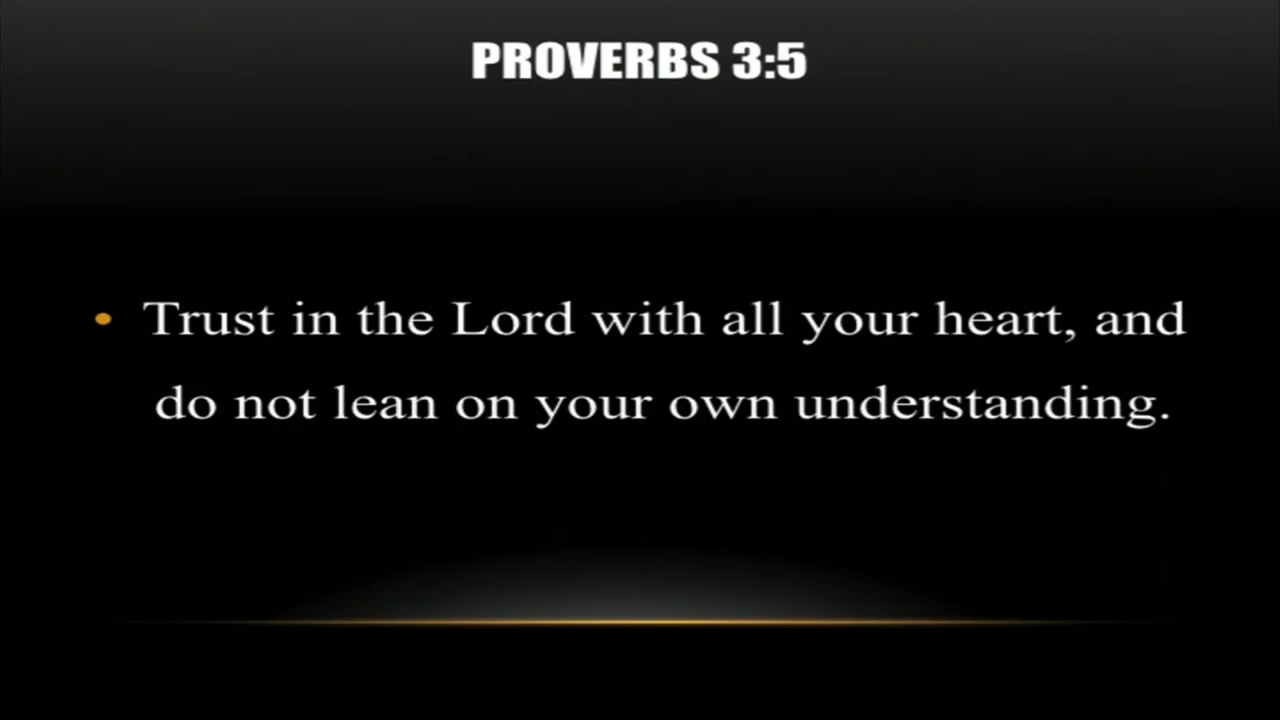 PROVERBS 3:5
• Trust in the Lord with all your heart, and
do not lean on your own understanding.